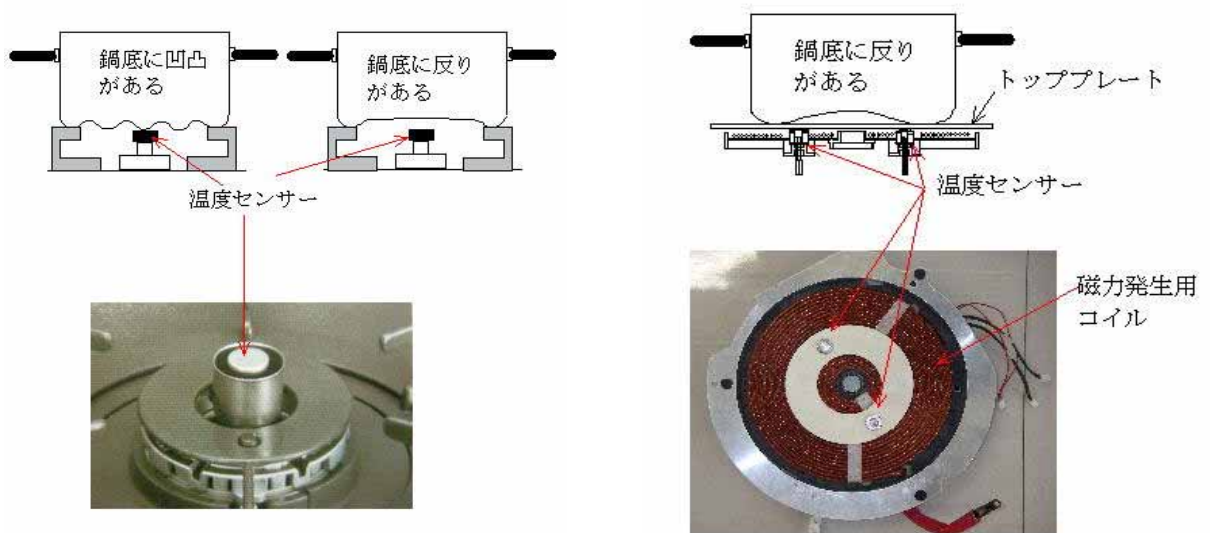 鍋底に凹凸
がある
鍋底に反り
がある
温度センサー
鍋底に反り
がある
トッププレート
温度センサー
磁力発生用
コイル